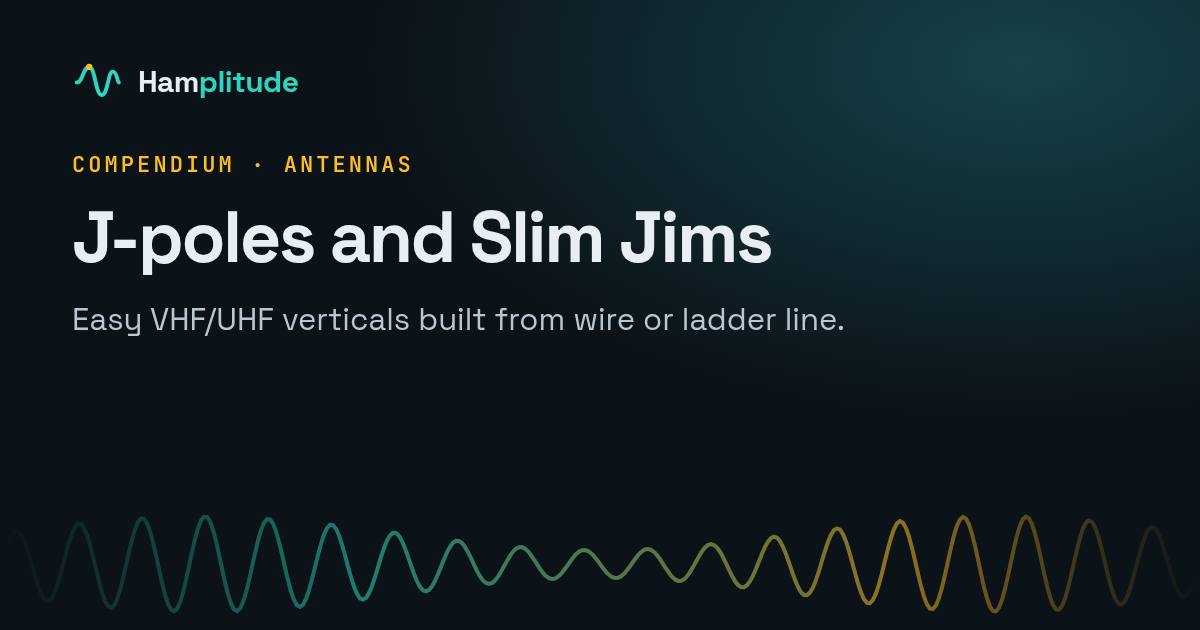 Hamplitude
COMPENDIUM · ANTENNAS
J-poles and Slim Jims
Easy VHF/UHF verticals built from wire or ladder line.